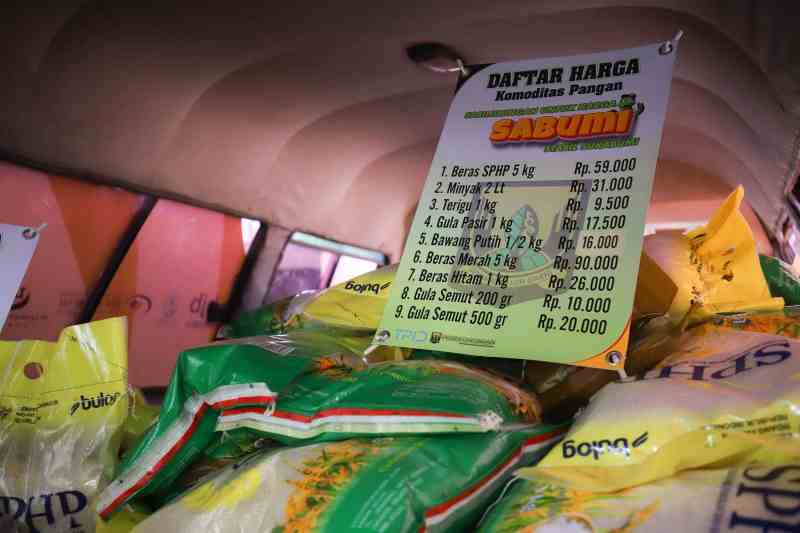 DAFTAR HARGA
Komoditas Pangan
SABUMI
1. Beras SPHP 5 kg Rp. 59.000
2. Minyak 2 Lt Rp. 31.000
3. Terigu 1 kg Rp. 9.500
4. Gula Pasir 1 kg Rp. 17.500
5. Bawang Putih 1/2 kg Rp. 16.000
6. Beras Merah 5 kg Rp. 90.000
7. Beras Hitam 1 kg Rp. 26.000
8. Gula Semut 200 gr Rp. 10.000
9. Gula Semut 500 gr Rp. 20.000
TPID
bulog
bulog
SPHP
bulog
SPHP
SPHP